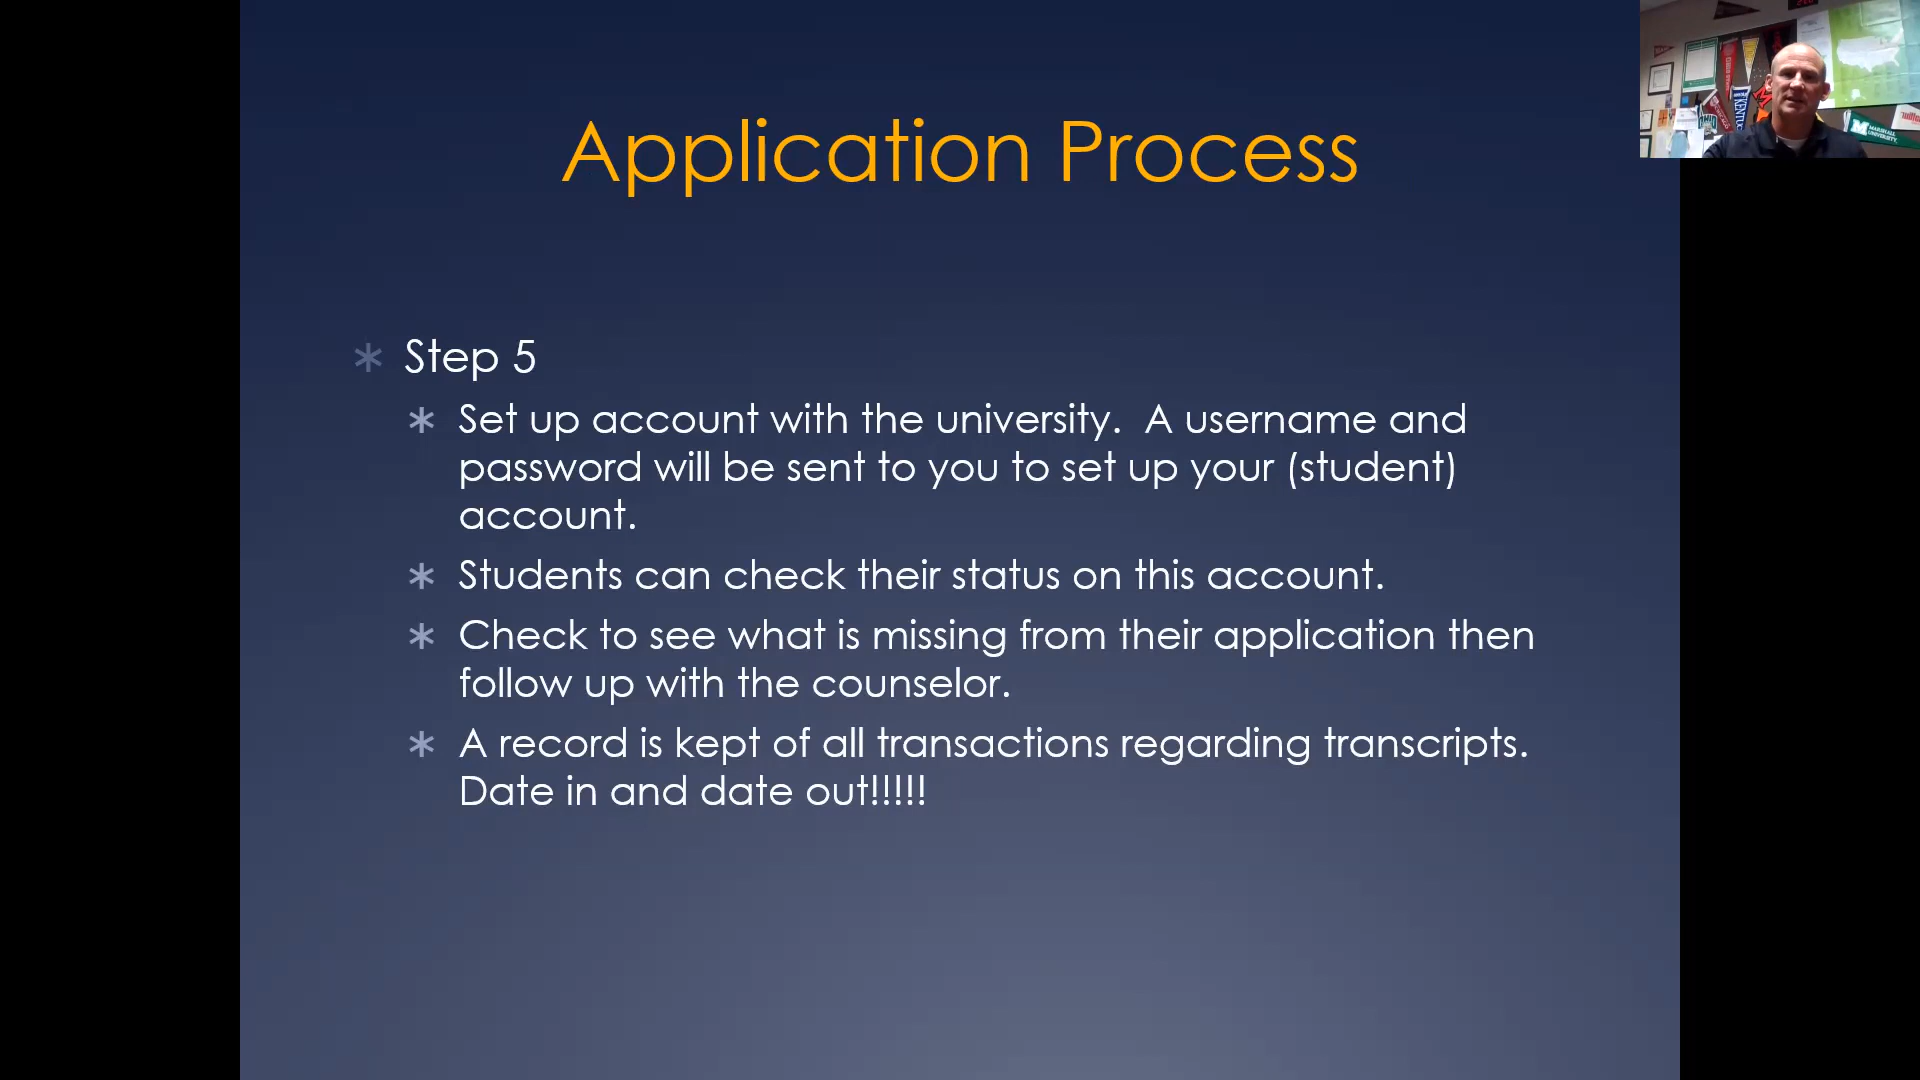 Application Process
Step 5
Set up account with the university.  A username and
password will be sent to you to set up your (student)
account.
Students can check their status on this account.
Check to see what is missing from their application then
follow up with the counselor.
A record is kept of all transactions regarding transcripts.
Date in and date out!!!!!
MARSHALL
UNIVERSITY